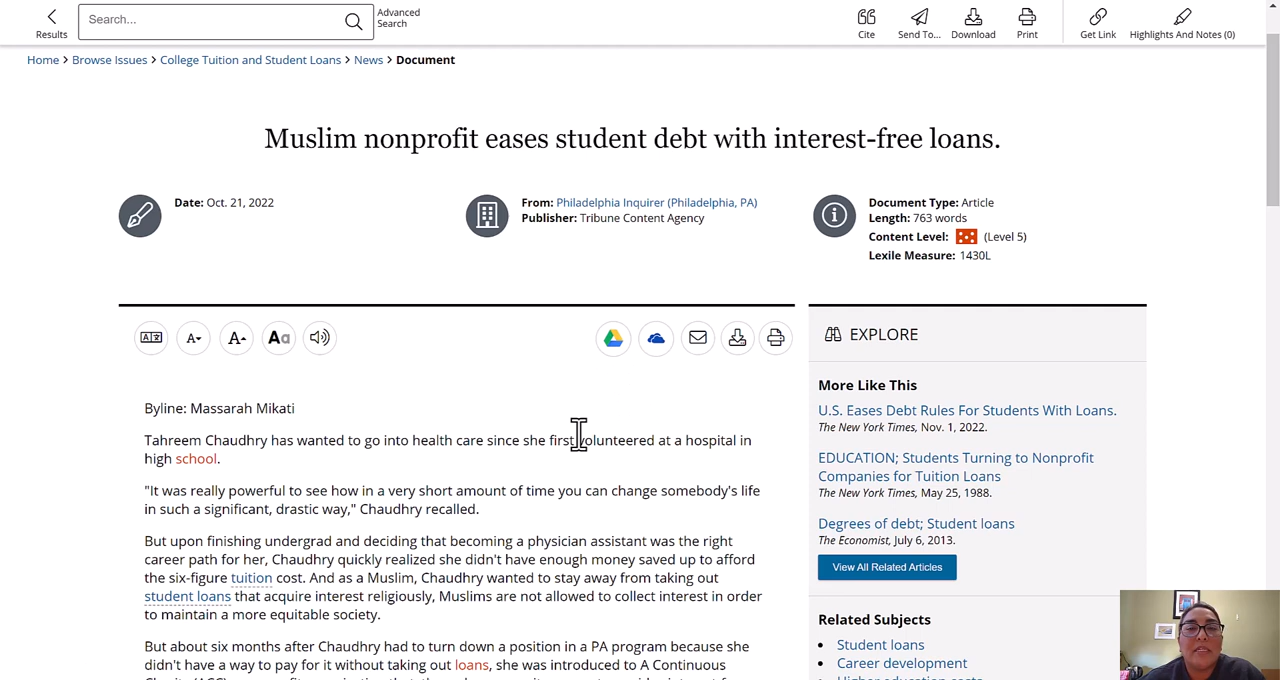 Results
Search...
Advanced
Search
Cite
Send To...
Download
Print
Get Link
Highlights And Notes (0)
Home > Browse Issues > College Tuition and Student Loans > News > Document
Muslim nonprofit eases student debt with interest-free loans.
Date: Oct. 21, 2022
From: Philadelphia Inquirer (Philadelphia, PA)
Publisher: Tribune Content Agency
Document Type: Article
Length: 763 words
Content Level: (Level 5)
Lexile Measure: 1430L
A
A
Aa
Byline: Massarah Mikati
Tahreem Chaudhry has wanted to go into health care since she first volunteered at a hospital in
high school.
"It was really powerful to see how in a very short amount of time you can change somebody's life
in such a significant, drastic way," Chaudhry recalled.
But upon finishing undergrad and deciding that becoming a physician assistant was the right
career path for her, Chaudhry quickly realized she didn't have enough money saved up to afford
the six-figure tuition cost. And as a Muslim, Chaudhry wanted to stay away from taking out
student loans that acquire interest religiously, Muslims are not allowed to collect interest in order
to maintain a more equitable society.
But about six months after Chaudhry had to turn down a position in a PA program because she
didn't have a way to pay for it without taking out loans, she was introduced to A Continuous
EXPLORE
More Like This
U.S. Eases Debt Rules For Students With Loans.
The New York Times, Nov. 1, 2022.
EDUCATION; Students Turning to Nonprofit
Companies for Tuition Loans
The New York Times, May 25, 1988.
Degrees of debt; Student loans
The Economist, July 6, 2013.
View All Related Articles
Related Subjects
• Student loans
• Career development
• Higher education costs